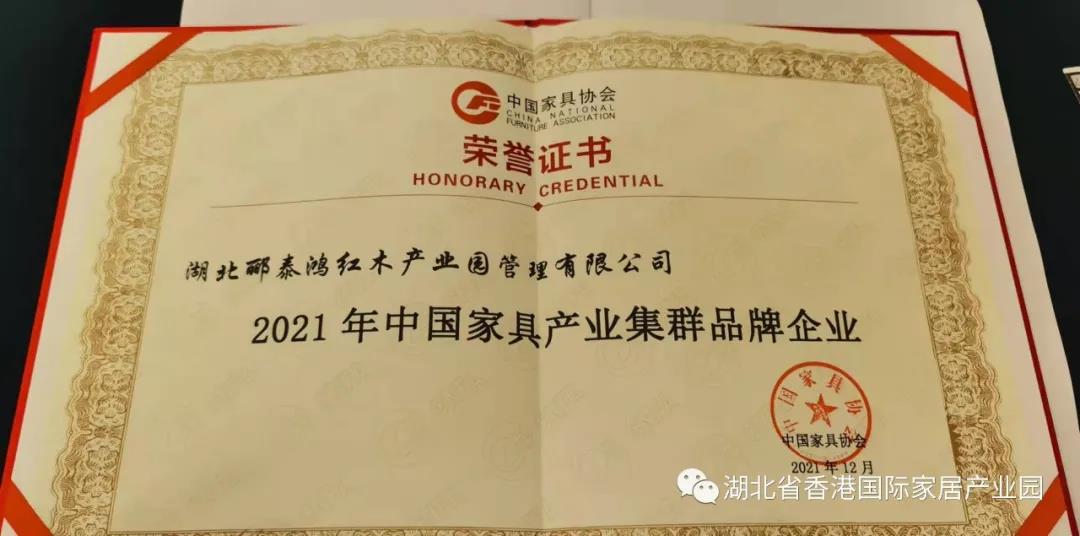 中国家具协会
CHINA NATIONAL
FURNITURE ASSOCIATION
荣誉证书
HONORARY CREDENTIAL
湖北郦泰鸿红木产业园管理有限公司
2021年中国家具产业集群品牌企业
中国家具协会
中国家具协会
2021年12月
湖北省香港国际家居产业园